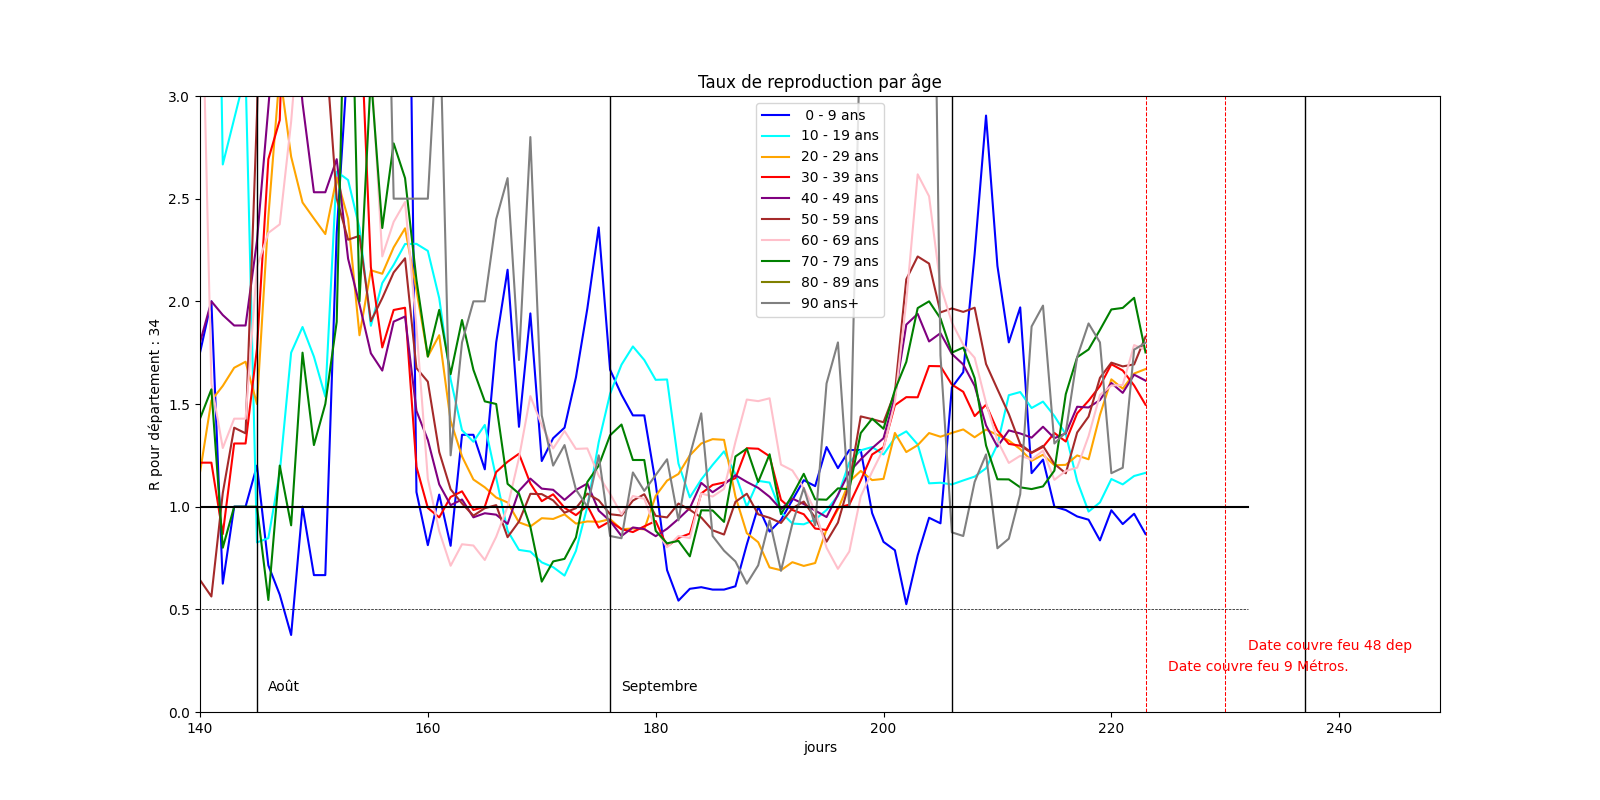 Taux de reproduction par âge
3.0
2.5
2.0
1.5
1.0
0.5
0.0
R pour département : 34
0 - 9 ans
10 - 19 ans
20 - 29 ans
30 - 39 ans
40 - 49 ans
50 - 59 ans
60 - 69 ans
70 - 79 ans
80 - 89 ans
90 ans+
Date couvre feu 48 dep
Date couvre feu 9 Métros.
Août
Septembre
140
160
180
200
220
240
jours